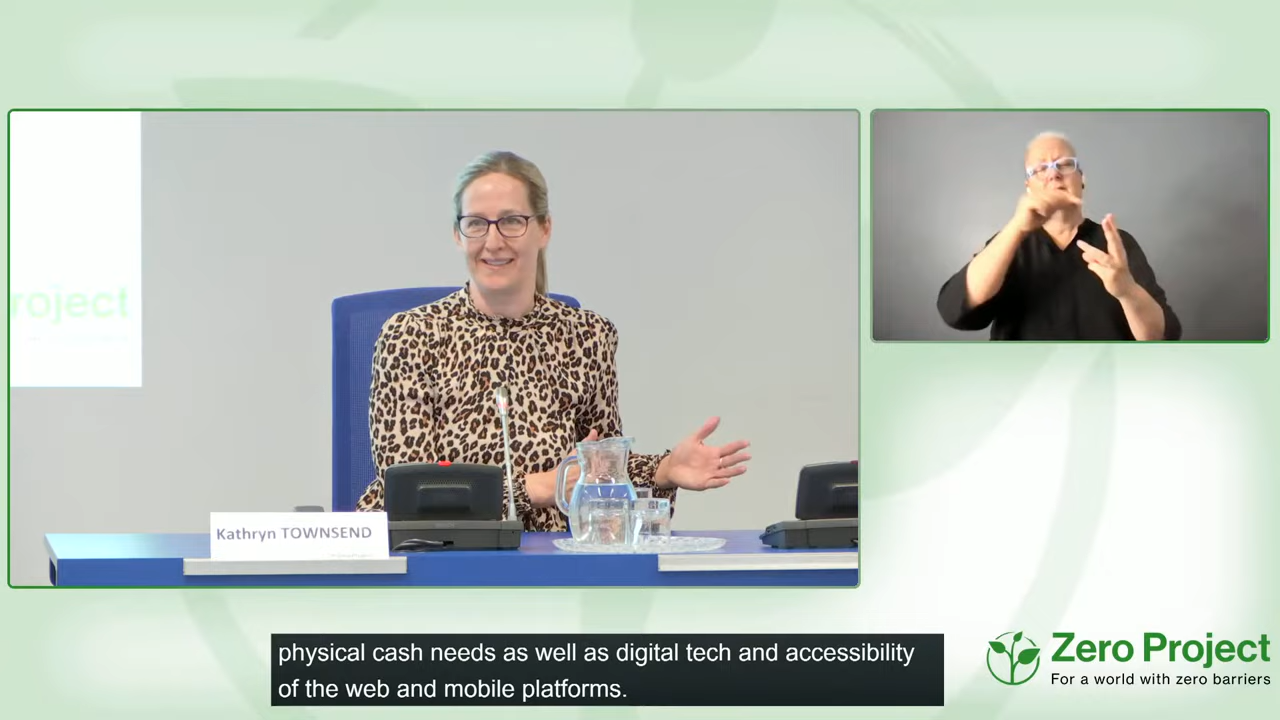 roject
Kathryn TOWNSEND
physical cash needs as well as digital tech and accessibility
of the web and mobile platforms.
Zero Project
For a world with zero barriers